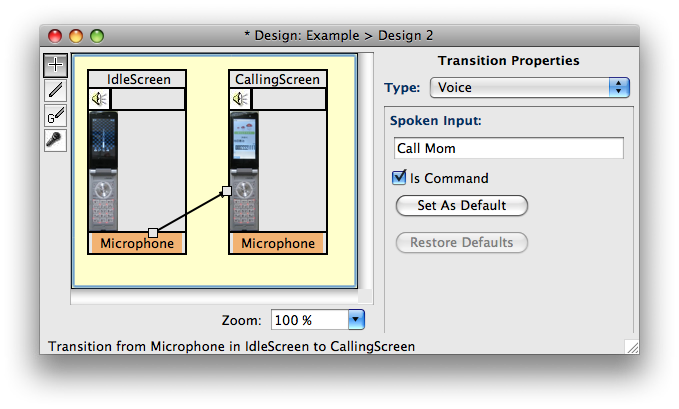 * Design: Example > Design 2
IdleScreen
CallingScreen
Microphone
Microphone
G
Zoom: 100 %
Transition Properties
Type: Voice
Spoken Input:
Call Mom
Is Command
Set As Default
Restore Defaults
Transition from Microphone in IdleScreen to CallingScreen